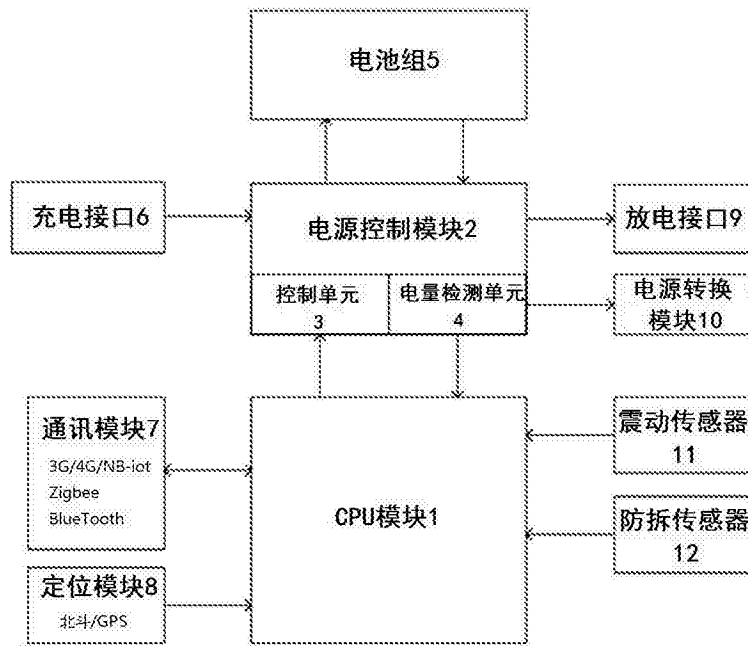 电池组5
充电接口6
电源控制模块2
放电接口9
控制单元
3
电量检测单元
4
电源转换
模块10
通讯模块7
3G/4G/NB-iot
Zigbee
BlueTooth
CPU模块1
震动传感器
11
防拆传感器
12
定位模块8
北斗/GPS